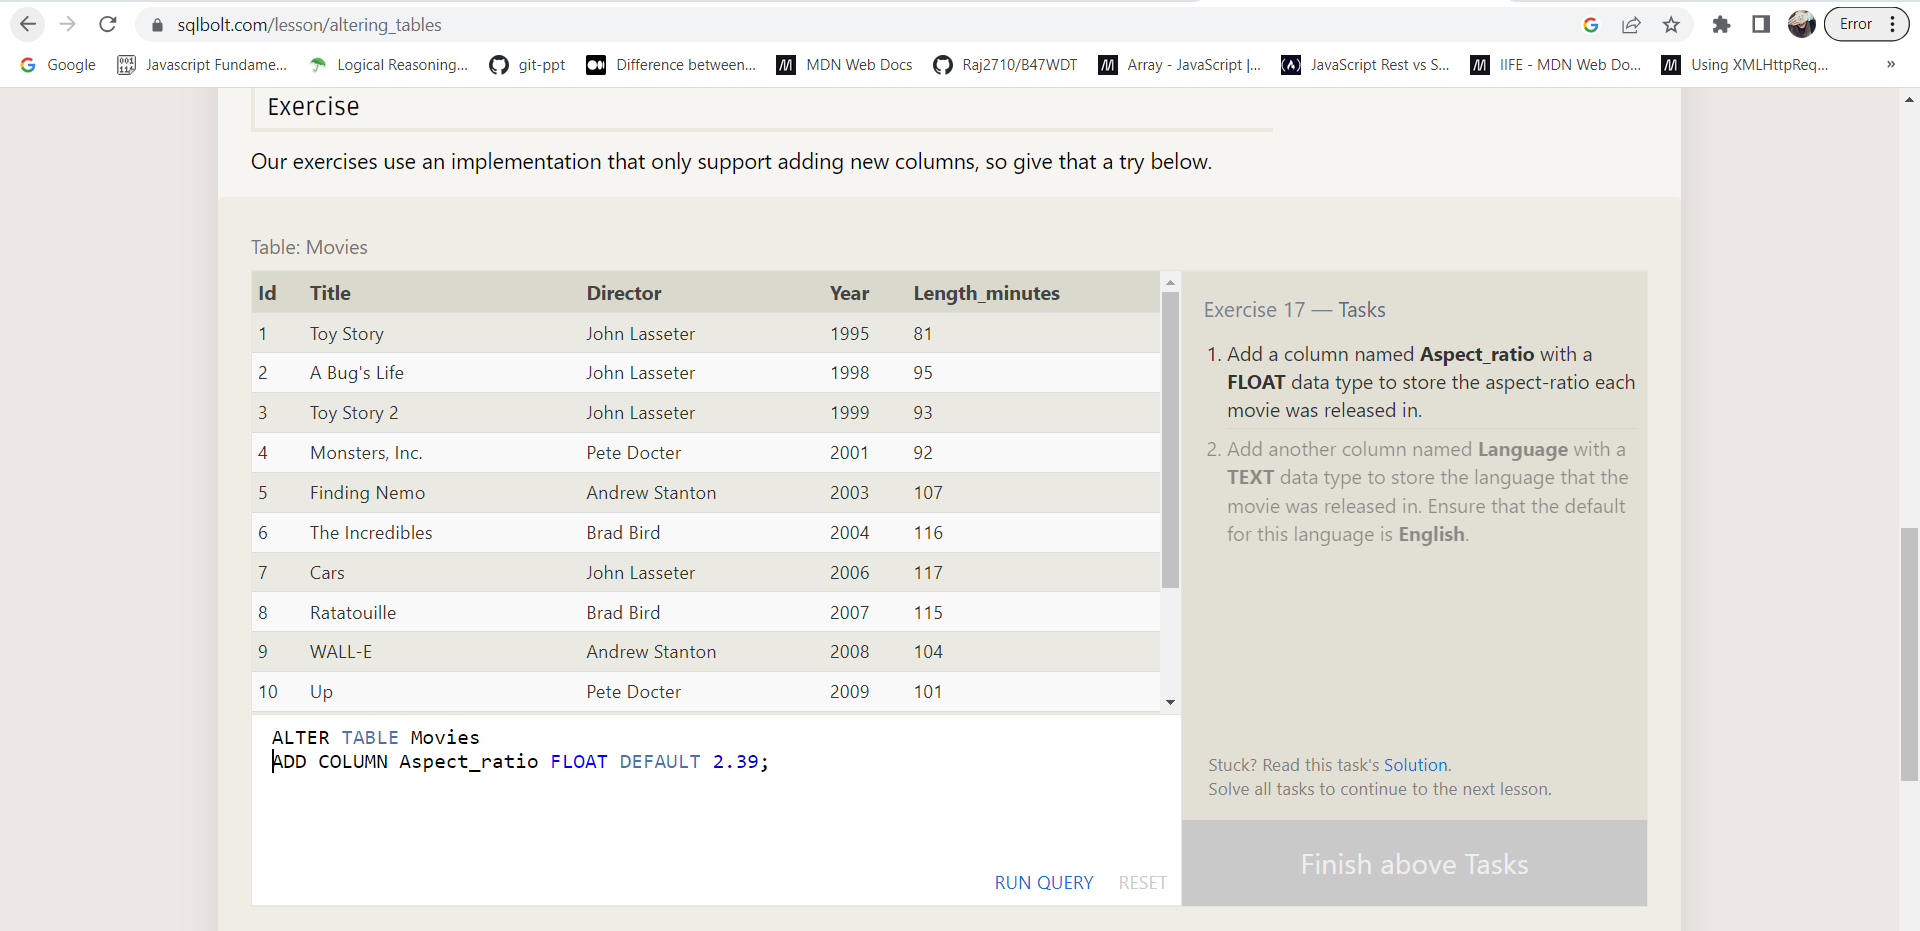 sqlbolt.com/lesson/altering_tables
Error
Google
Javascript Fundame...
Logical Reasoning...
git-ppt
Difference between...
MDN Web Docs
Raj2710/B47WDT
Array - JavaScript |...
JavaScript Rest vs S...
IIFE - MDN Web Do...
Using XMLHttpReq...
»
Exercise
Our exercises use an implementation that only support adding new columns, so give that a try below.
Table: Movies
Id Title Director Year Length_minutes
1 Toy Story John Lasseter 1995 81
2 A Bug's Life John Lasseter 1998 95
3 Toy Story 2 John Lasseter 1999 93
4 Monsters, Inc. Pete Docter 2001 92
5 Finding Nemo Andrew Stanton 2003 107
6 The Incredibles Brad Bird 2004 116
7 Cars John Lasseter 2006 117
8 Ratatouille Brad Bird 2007 115
9 WALL-E Andrew Stanton 2008 104
10 Up Pete Docter 2009 101
ALTER TABLE Movies
ADD COLUMN Aspect_ratio FLOAT DEFAULT 2.39;
RUN QUERY RESET
Exercise 17 — Tasks
1. Add a column named Aspect_ratio with a
FLOAT data type to store the aspect-ratio each
movie was released in.
2. Add another column named Language with a
TEXT data type to store the language that the
movie was released in. Ensure that the default
for this language is English.
Stuck? Read this task's Solution.
Solve all tasks to continue to the next lesson.
Finish above Tasks